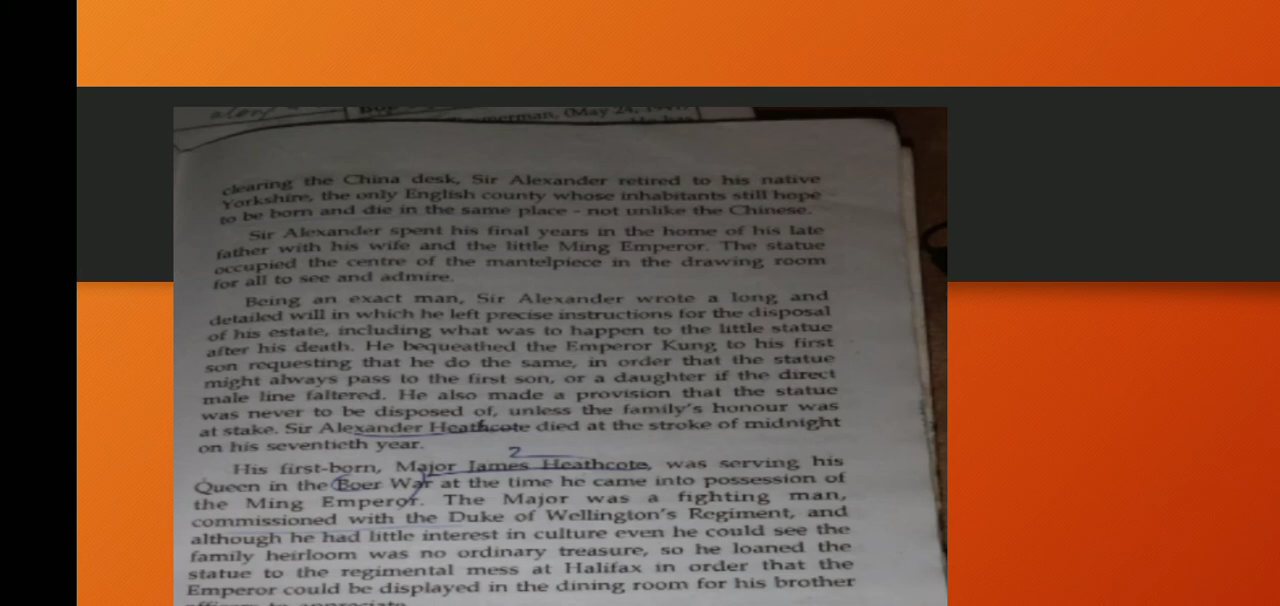 alon
erman, (May 24,
clearing the China desk, Sir Alexander retired to his native
Yorkshire, the only English county whose inhabitants still hope
to be born and die in the same place - not unlike the Chinese.
Sir Alexander spent his final years in the home of his late
father with his wife and the little Ming Emperor. The statue
occupied the centre of the mantelpiece in the drawing room
for all to see and admire.
Being an exact man, Sir Alexander wrote a long and
detailed will in which he left precise instructions for the disposal
of his estate, including what was to happen to the little statue
after his death. He bequeathed the Emperor Kung to his first
son requesting that he do the same, in order that the statue
might always pass to the first son, or a daughter if the direct
male line faltered. He also made a provision that the statue
was never to be disposed of, unless the family's honour was
at stake. Sir Alexander Heathcote died at the stroke of midnight
on his seventieth year.
2
His first-born, Major James Heathcote, was serving his
Queen in the Boer War at the time he came into possession of
the Ming Emperor. The Major was a fighting man,
commissioned with the Duke of Wellington's Regiment, and
although he had little interest in culture even he could see the
family heirloom was no ordinary treasure, so he loaned the
statue to the regimental mess at Halifax in order that the
Emperor could be displayed in the dining room for his brother